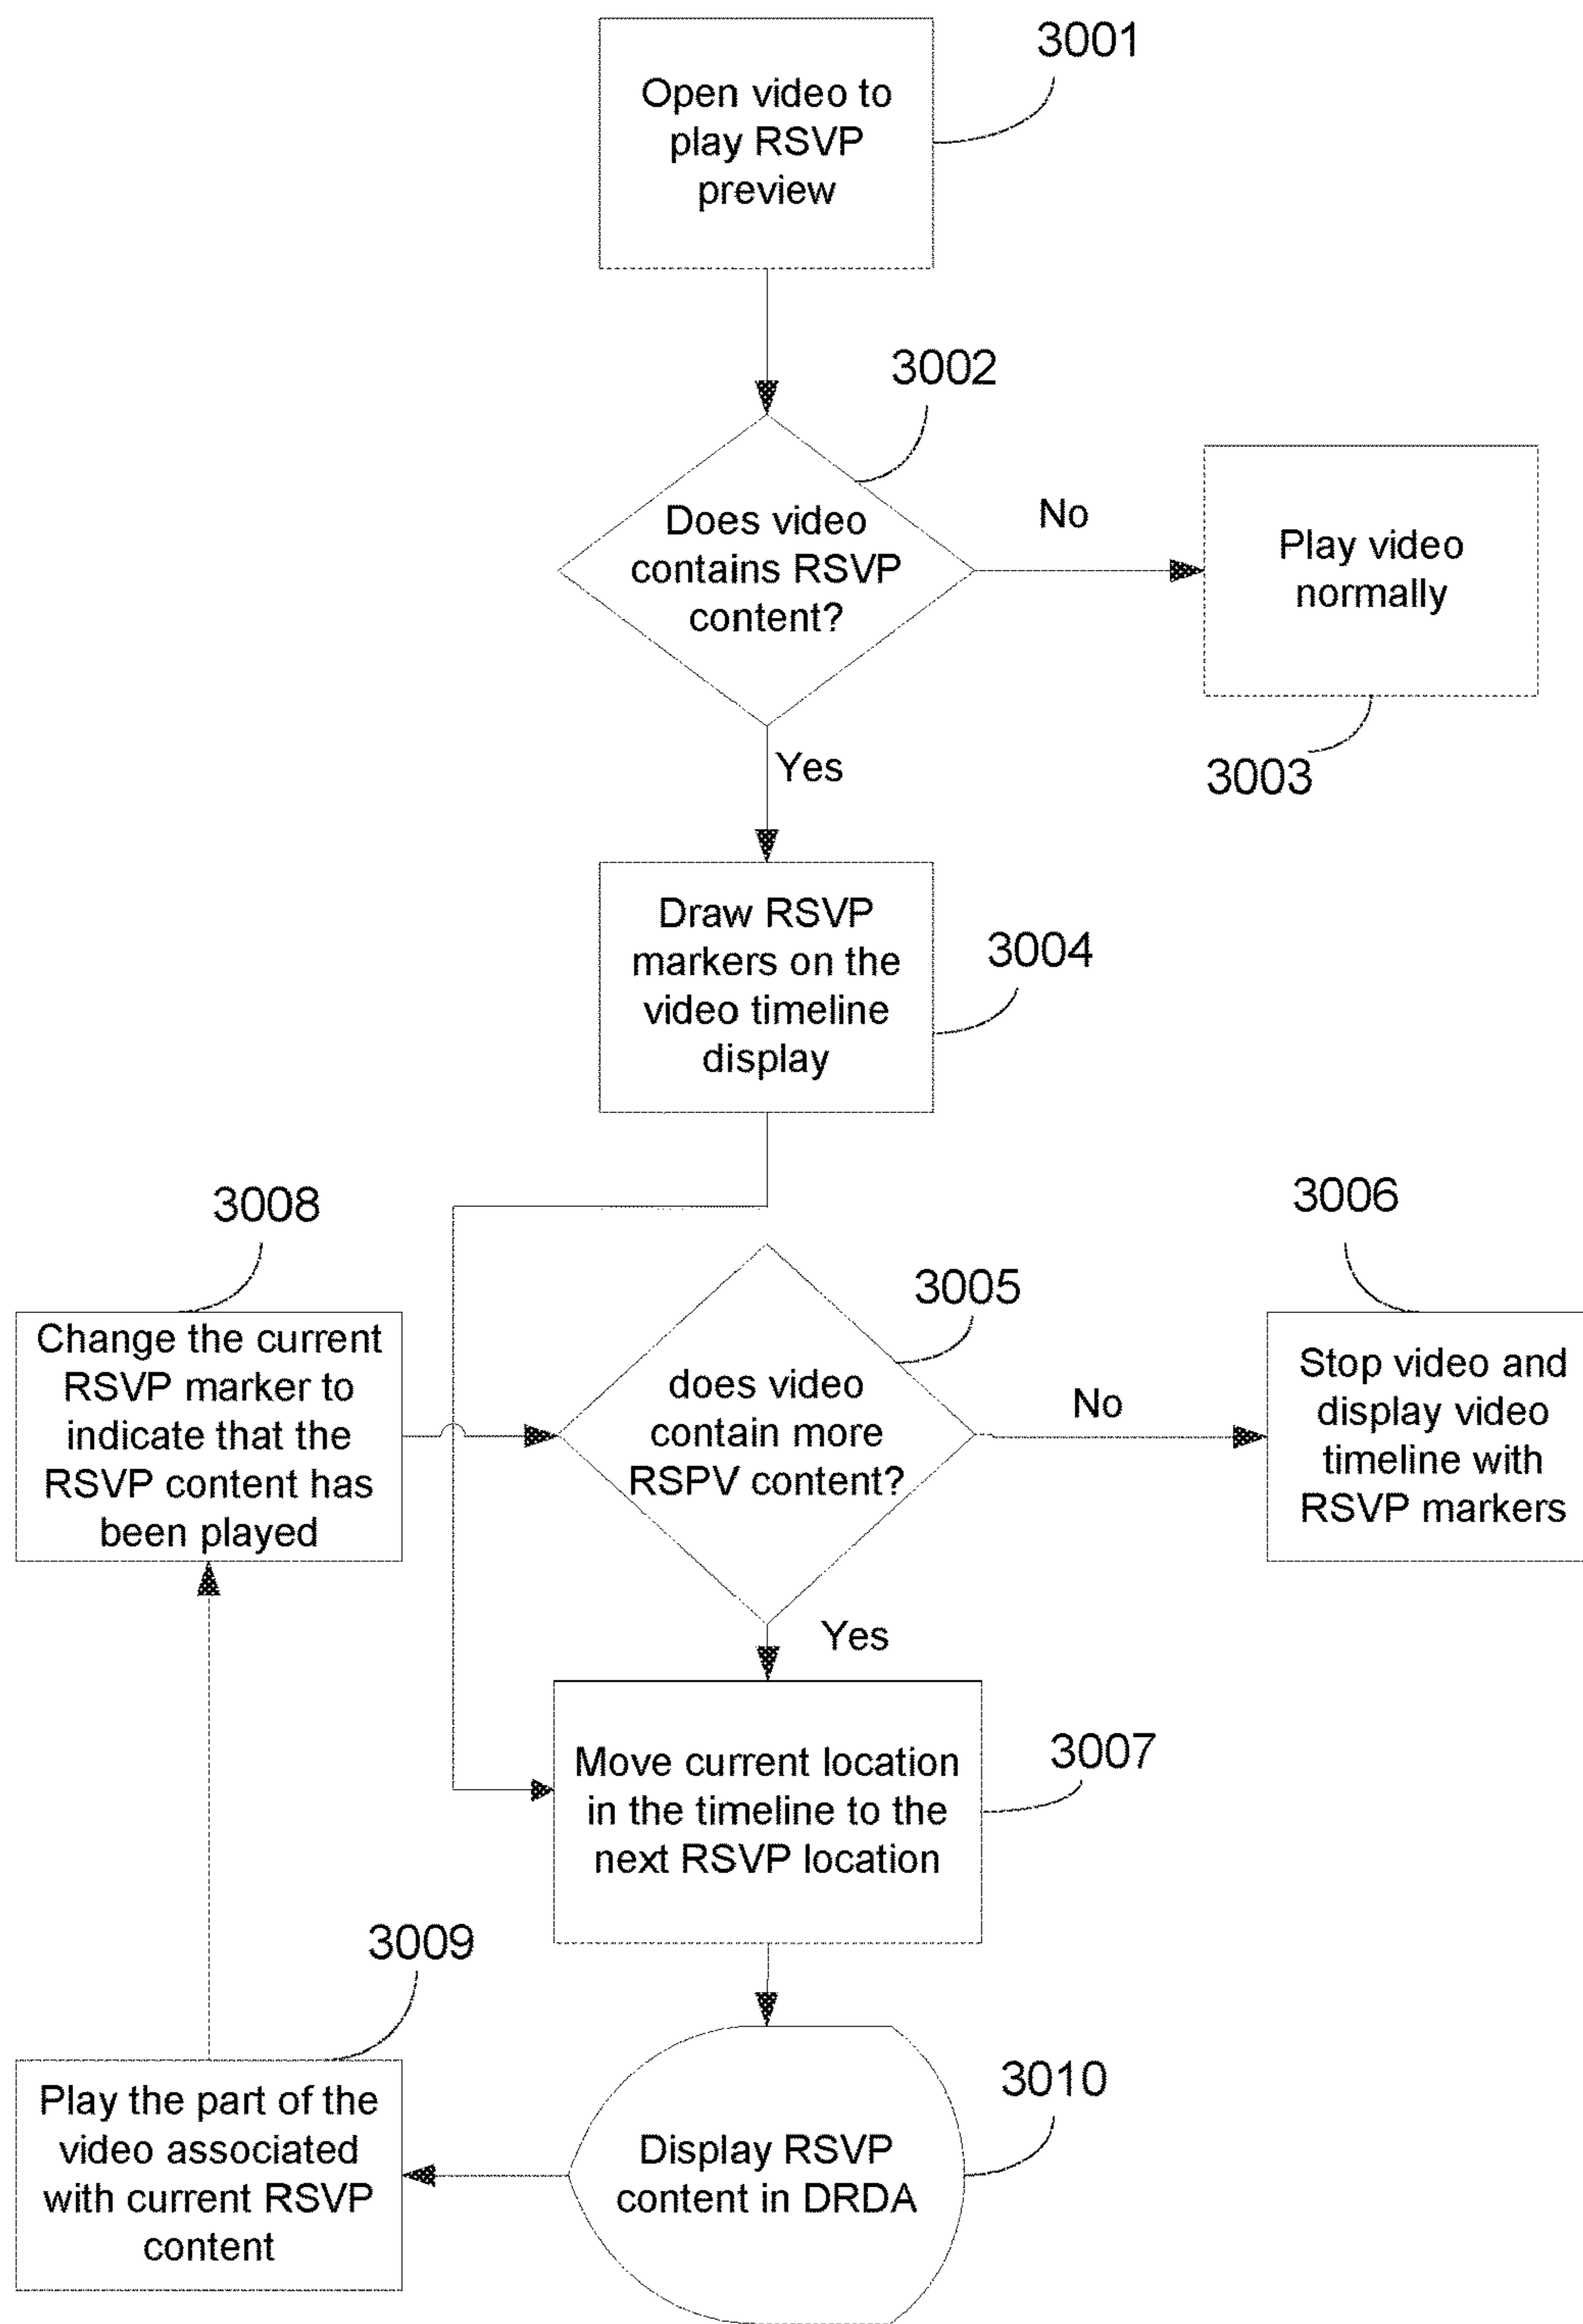 3001
Open video to
play RSVP
preview
3002
Does video
contains RSVP
content?
No
Play video
normally
3003
Yes
Draw RSVP
markers on the
video timeline
display
3004
3008
Change the current
RSVP marker to
indicate that the
RSVP content has
been played
3005
does video
contain more
RSPV content?
No
3006
Stop video and
display video
timeline with
RSVP markers
Yes
Move current location
in the timeline to the
next RSVP location
3007
3009
Play the part of the
video associated
with current RSVP
content
3010
Display RSVP
content in DRDA